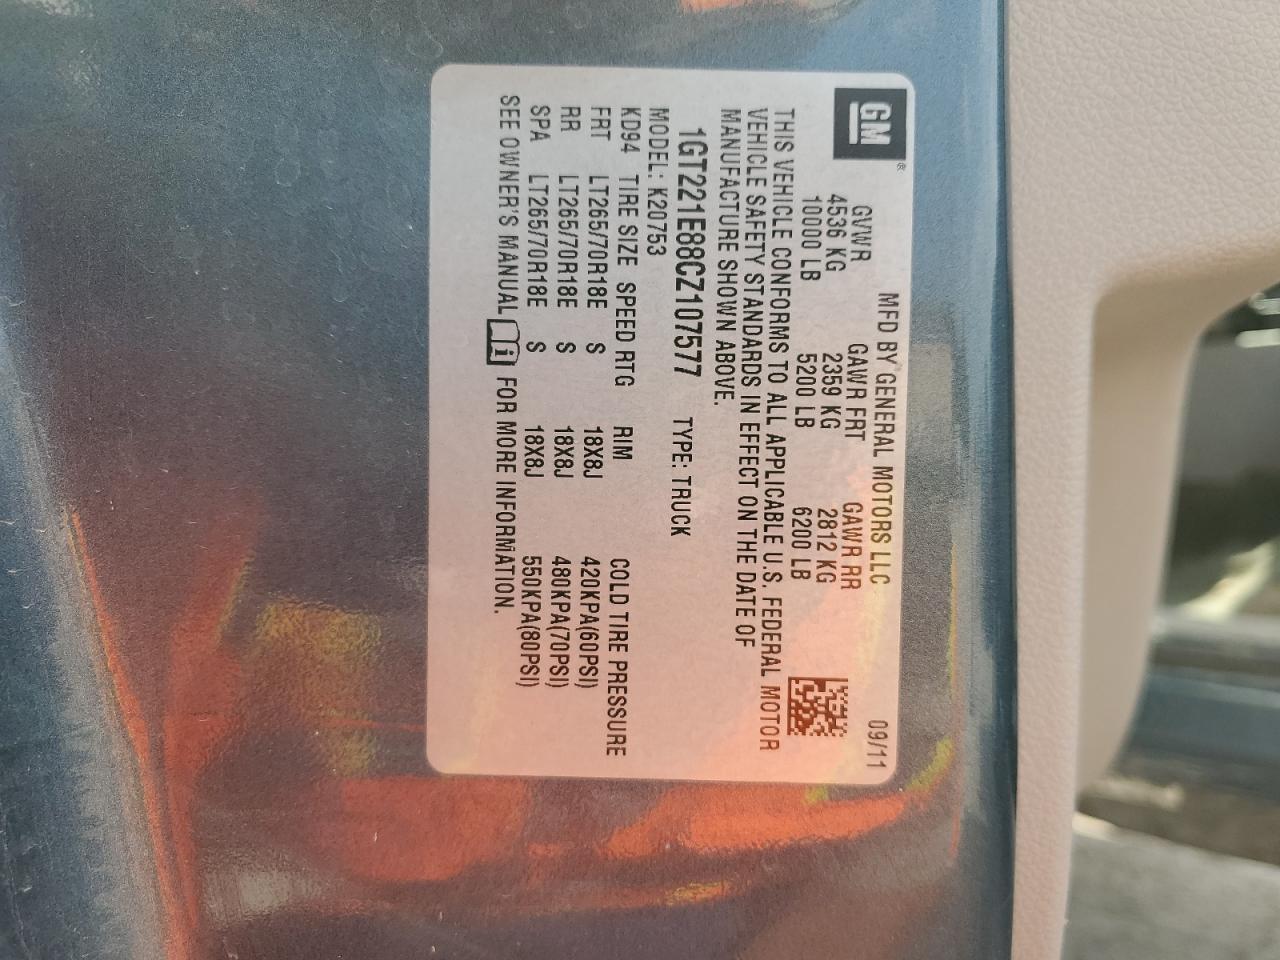 GM®
MFD BY GENERAL MOTORS LLC 09/11
GVWR GAWR FRT GAWR RR
4536 KG 2359 KG 2812 KG
10000 LB 5200 LB 6200 LB
THIS VEHICLE CONFORMS TO ALL APPLICABLE U.S. FEDERAL MOTOR
VEHICLE SAFETY STANDARDS IN EFFECT ON THE DATE OF
MANUFACTURE SHOWN ABOVE.
1GT221E88CZ107577 TYPE: TRUCK
MODEL: K20753
KD94 TIRE SIZE SPEED RTG RIM COLD TIRE PRESSURE
FRT LT265/70R18E S 18X8J 420KPA(60PSI)
RR LT265/70R18E S 18X8J 480KPA(70PSI)
SPA LT265/70R18E S 18X8J 550KPA(80PSI)
SEE OWNER'S MANUAL i FOR MORE INFORMATION.